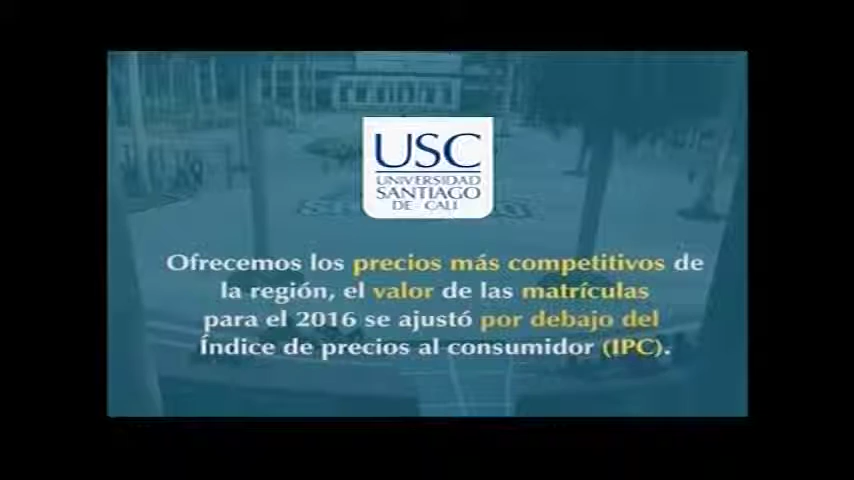 USC
UNIVERSIDAD
SANTIAGO
DE CALI
Ofrecemos los precios más competitivos de
la región, el valor de las matrículas
para el 2016 se ajustó por debajo del
Índice de precios al consumidor (IPC).